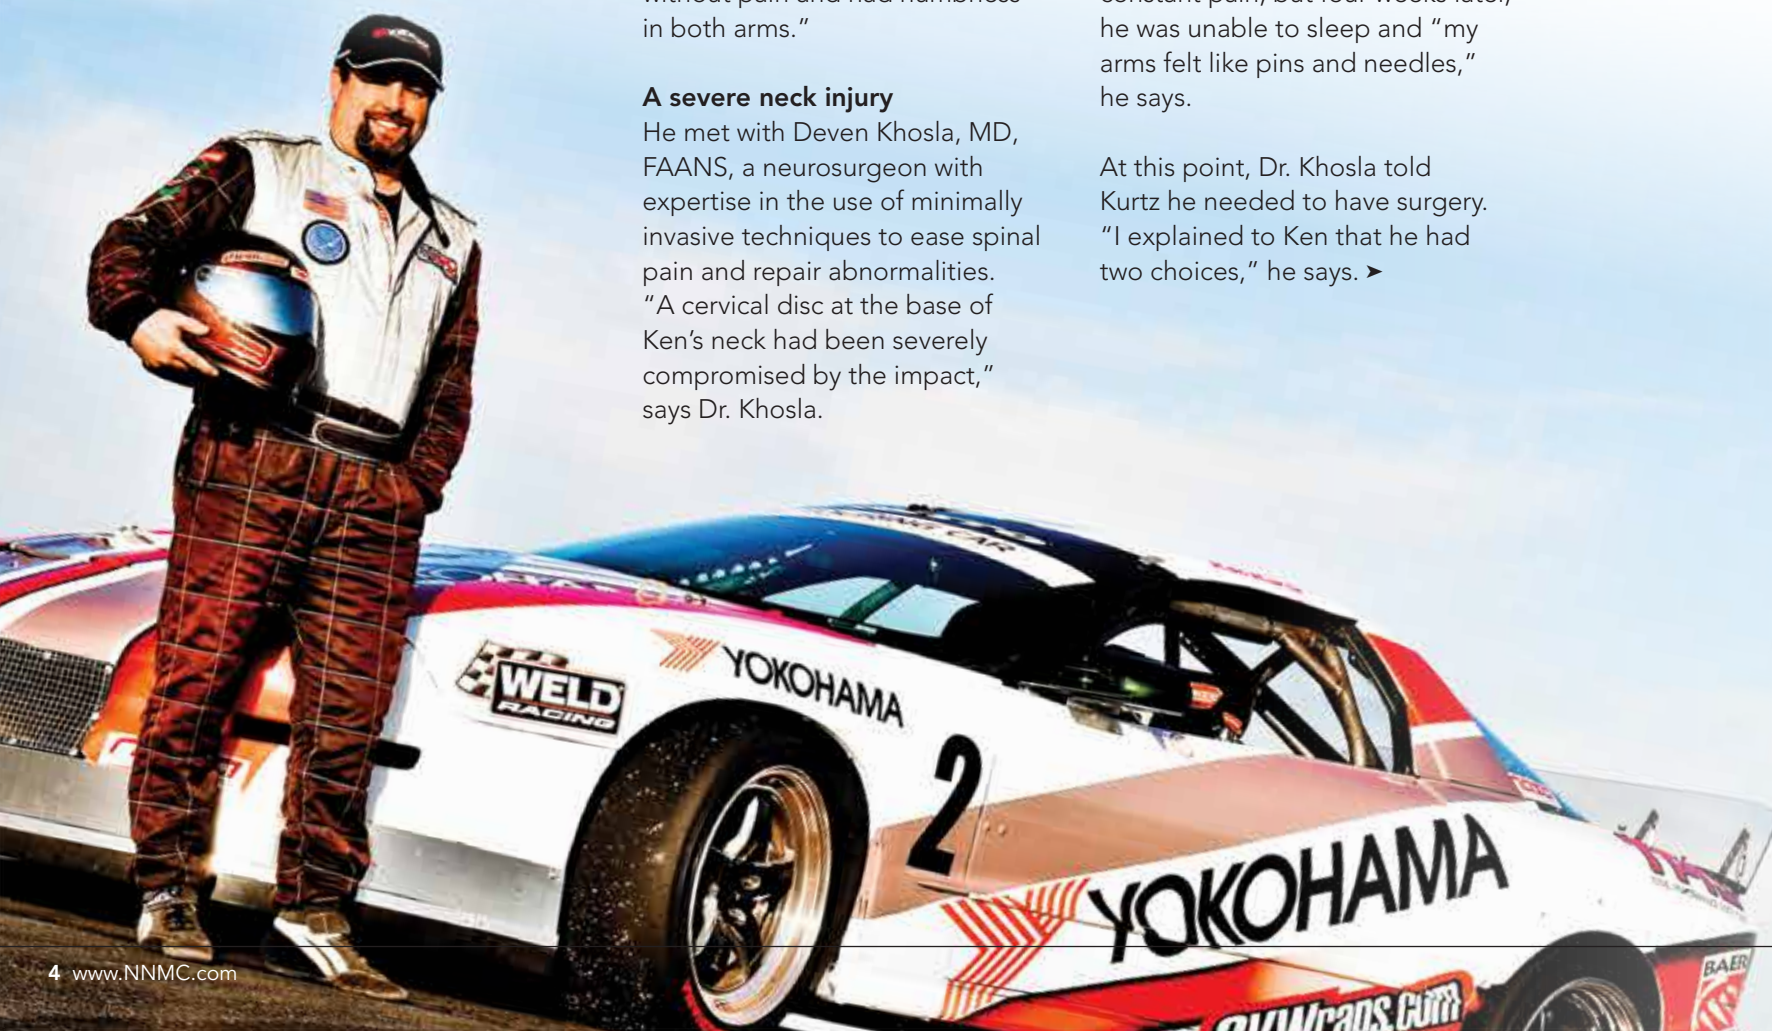 in both arms.”
A severe neck injury
He met with Deven Khosla, MD,
FAANS, a neurosurgeon with
expertise in the use of minimally
invasive techniques to ease spinal
pain and repair abnormalities.
“A cervical disc at the base of
Ken’s neck had been severely
compromised by the impact,”
says Dr. Khosla.
he was unable to sleep and “my
arms felt like pins and needles,”
he says.
At this point, Dr. Khosla told
Kurtz he needed to have surgery.
“I explained to Ken that he had
two choices,” he says. ➤
CAR
WELD
RACING
YOKOHAMA
2
YOKOHAMA
BAER
4 www.NNMC.com